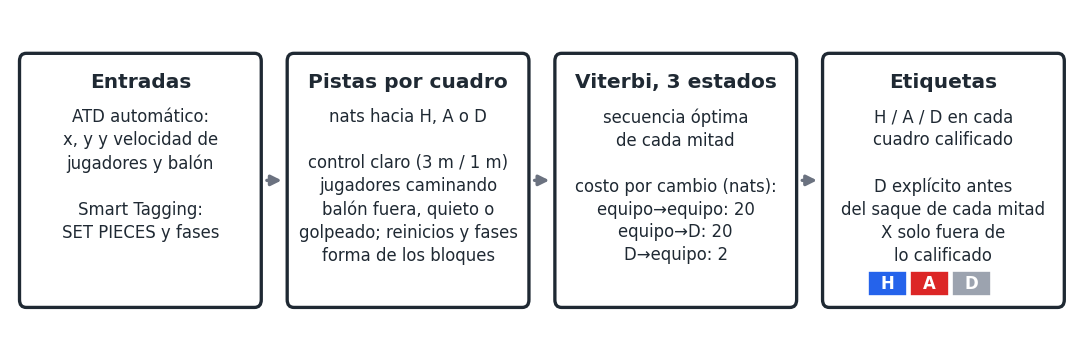 Entradas
ATD automático:
x, y y velocidad de
jugadores y balón
Smart Tagging:
SET PIECES y fases
Pistas por cuadro
nats hacia H, A o D
control claro (3 m / 1 m)
jugadores caminando
balón fuera, quieto o
golpeado; reinicios y fases
forma de los bloques
Viterbi, 3 estados
secuencia óptima
de cada mitad
costo por cambio (nats):
equipo→equipo: 20
equipo→D: 20
D→equipo: 2
Etiquetas
H / A / D en cada
cuadro calificado
D explícito antes
del saque de cada mitad
X solo fuera de
lo calificado
H A D